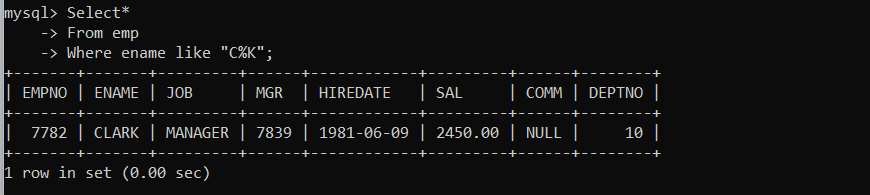 mysql> Select*
    -> From emp
    -> Where ename like "C%K";
+-------+-------+---------+------+------------+---------+------+--------+
| EMPNO | ENAME | JOB     | MGR  | HIREDATE   | SAL     | COMM | DEPTNO |
+-------+-------+---------+------+------------+---------+------+--------+
|  7782 | CLARK | MANAGER | 7839 | 1981-06-09 | 2450.00 | NULL |     10 |
+-------+-------+---------+------+------------+---------+------+--------+
1 row in set (0.00 sec)